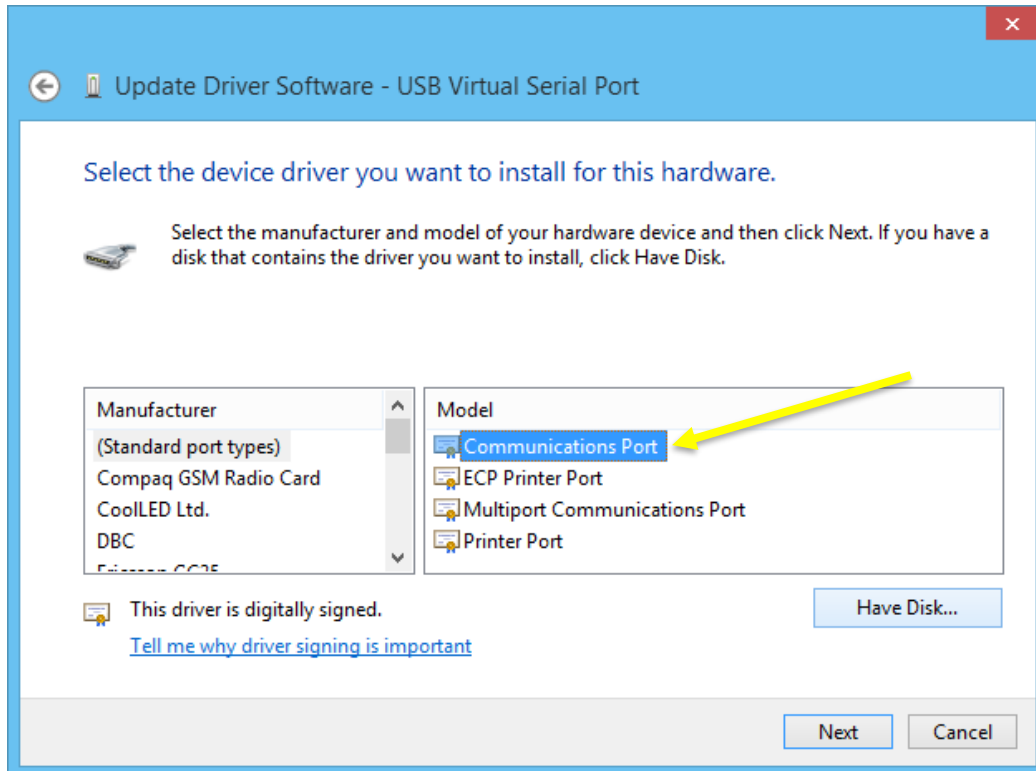 Update Driver Software - USB Virtual Serial Port
Select the device driver you want to install for this hardware.
Select the manufacturer and model of your hardware device and then click Next. If you have a
disk that contains the driver you want to install, click Have Disk.
Manufacturer
(Standard port types)
Compaq GSM Radio Card
CoolLED Ltd.
DBC
Model
Communications Port
ECP Printer Port
Multiport Communications Port
Printer Port
This driver is digitally signed.
Have Disk...
Tell me why driver signing is important
Next
Cancel